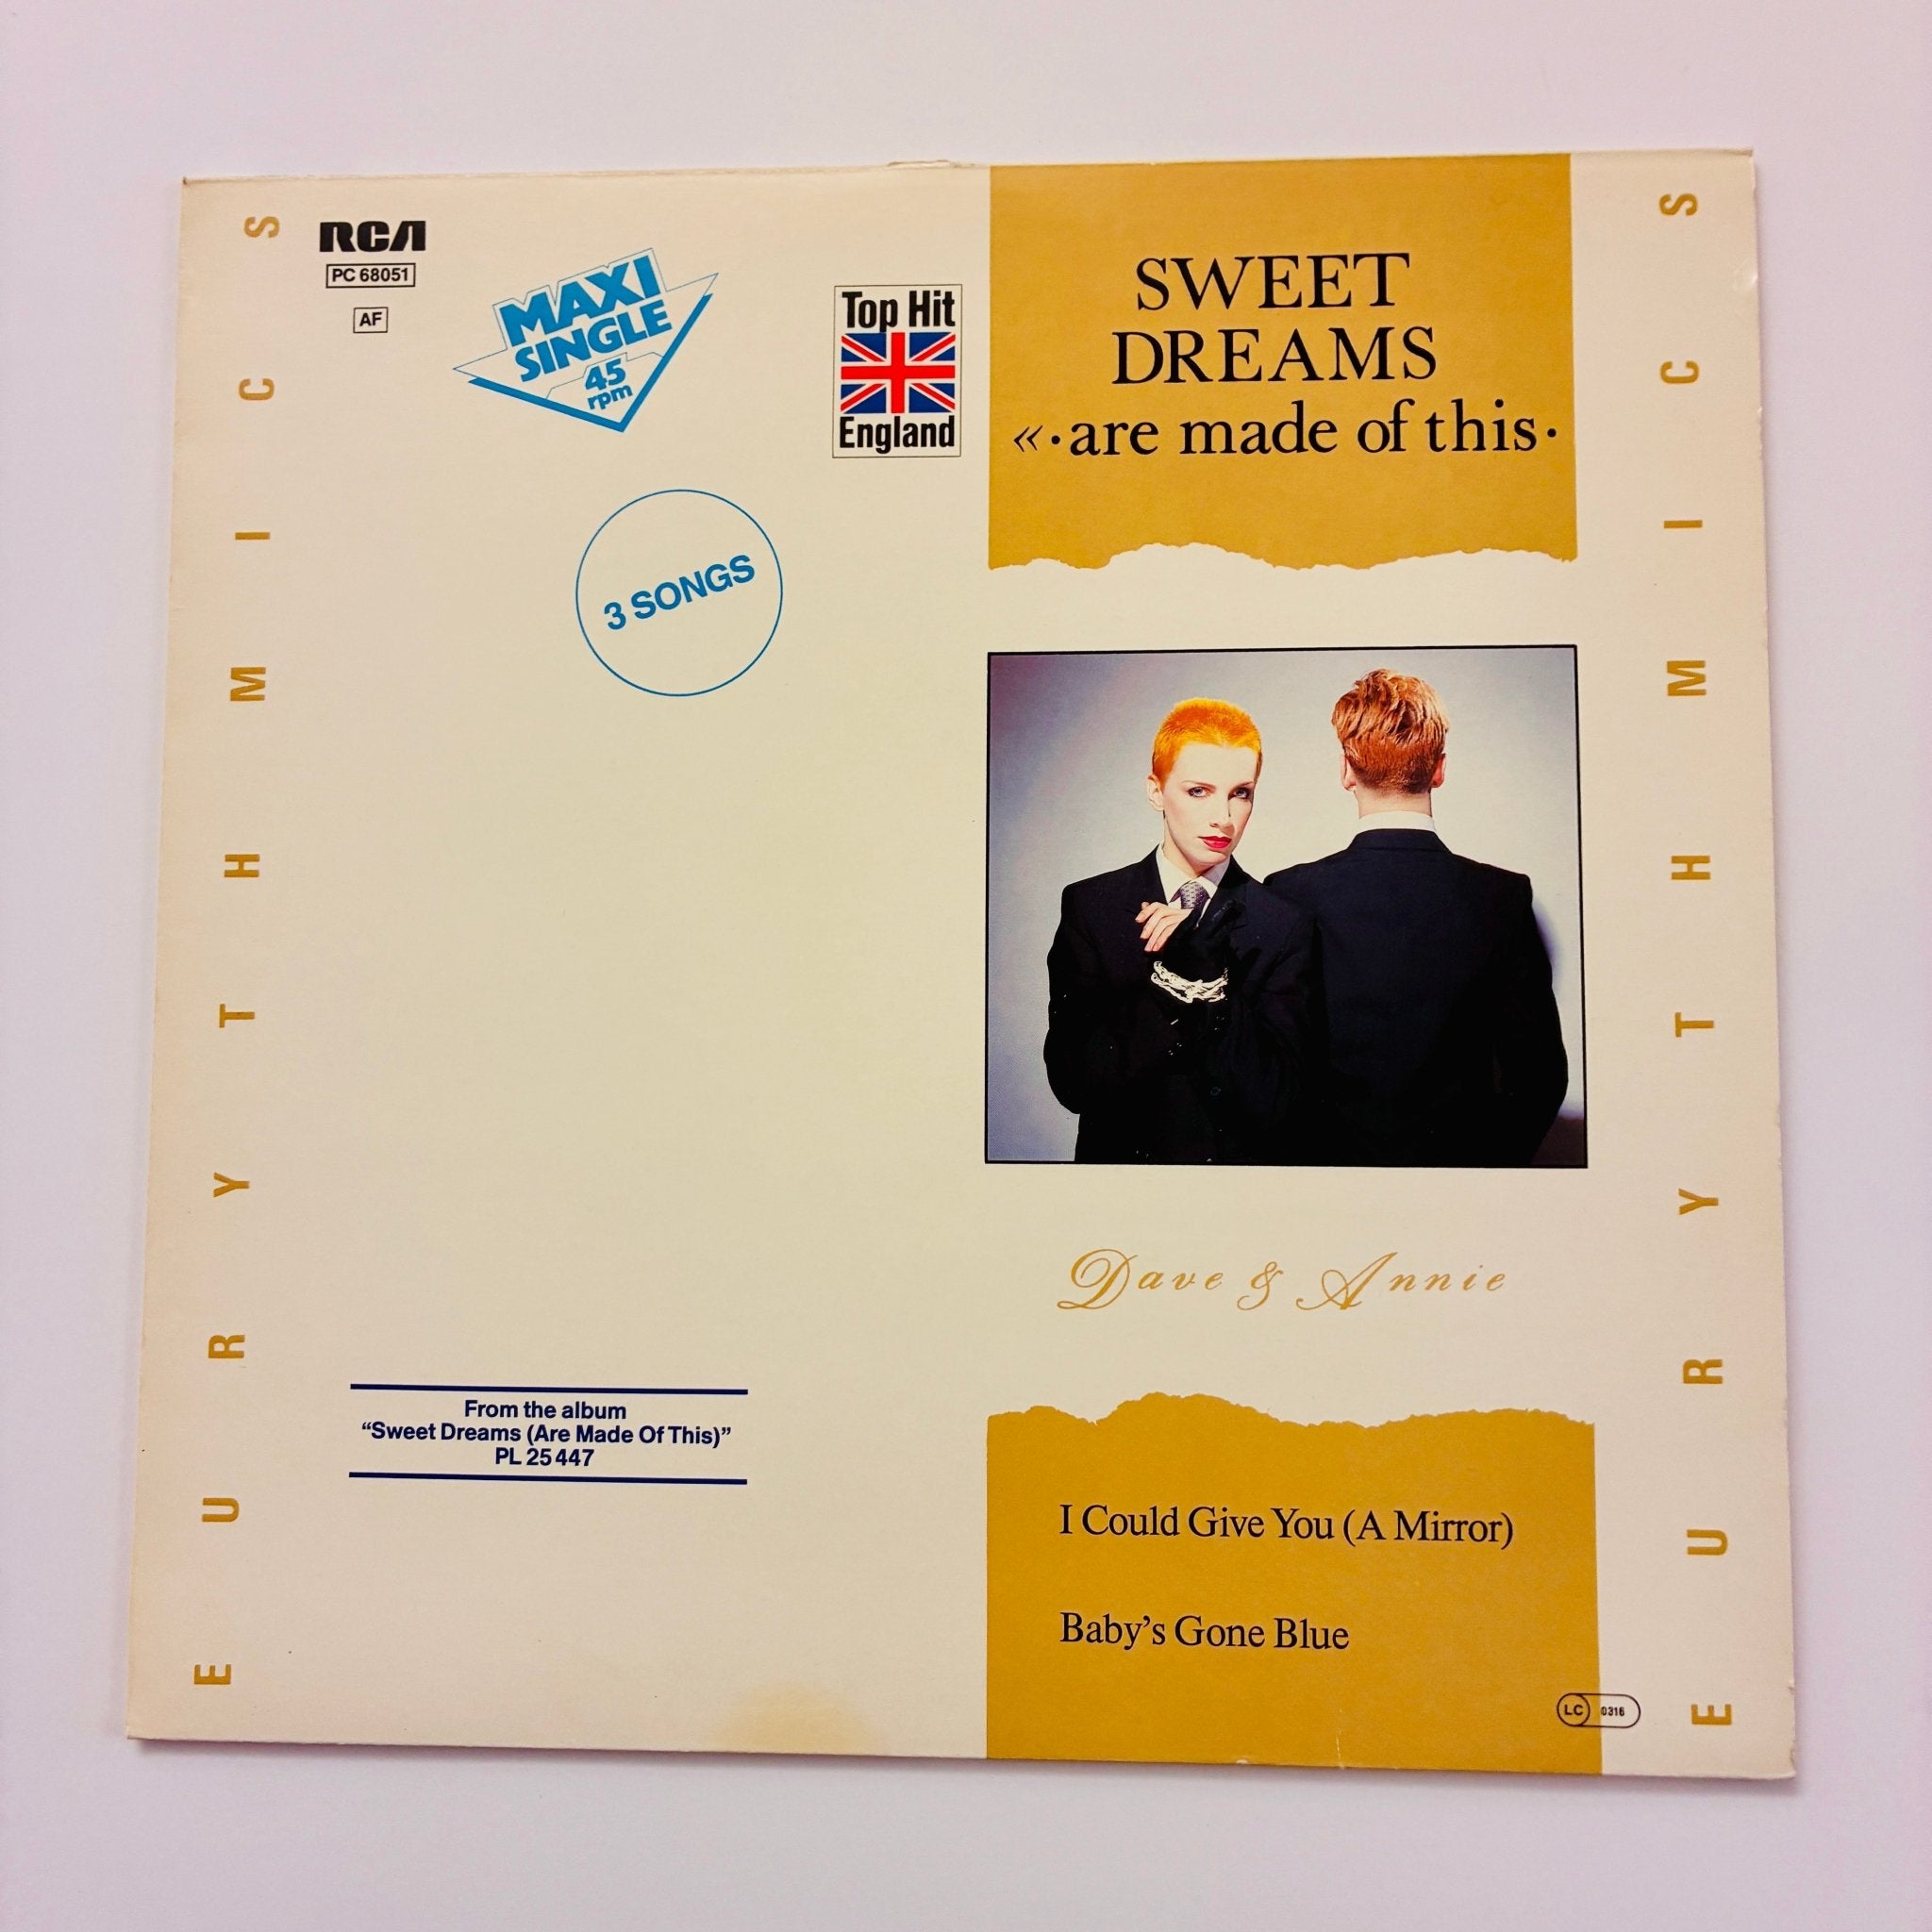 EURYTHMICS
RCA
PC 68051
AF
MAXI
SINGLE
45
rpm
Top Hit
England
3 SONGS
From the album
“Sweet Dreams (Are Made Of This)”
PL 25 447
SWEET
DREAMS
«·are made of this·
Dave & Annie
I Could Give You (A Mirror)
Baby’s Gone Blue
LC 0316
EURYTHMICS